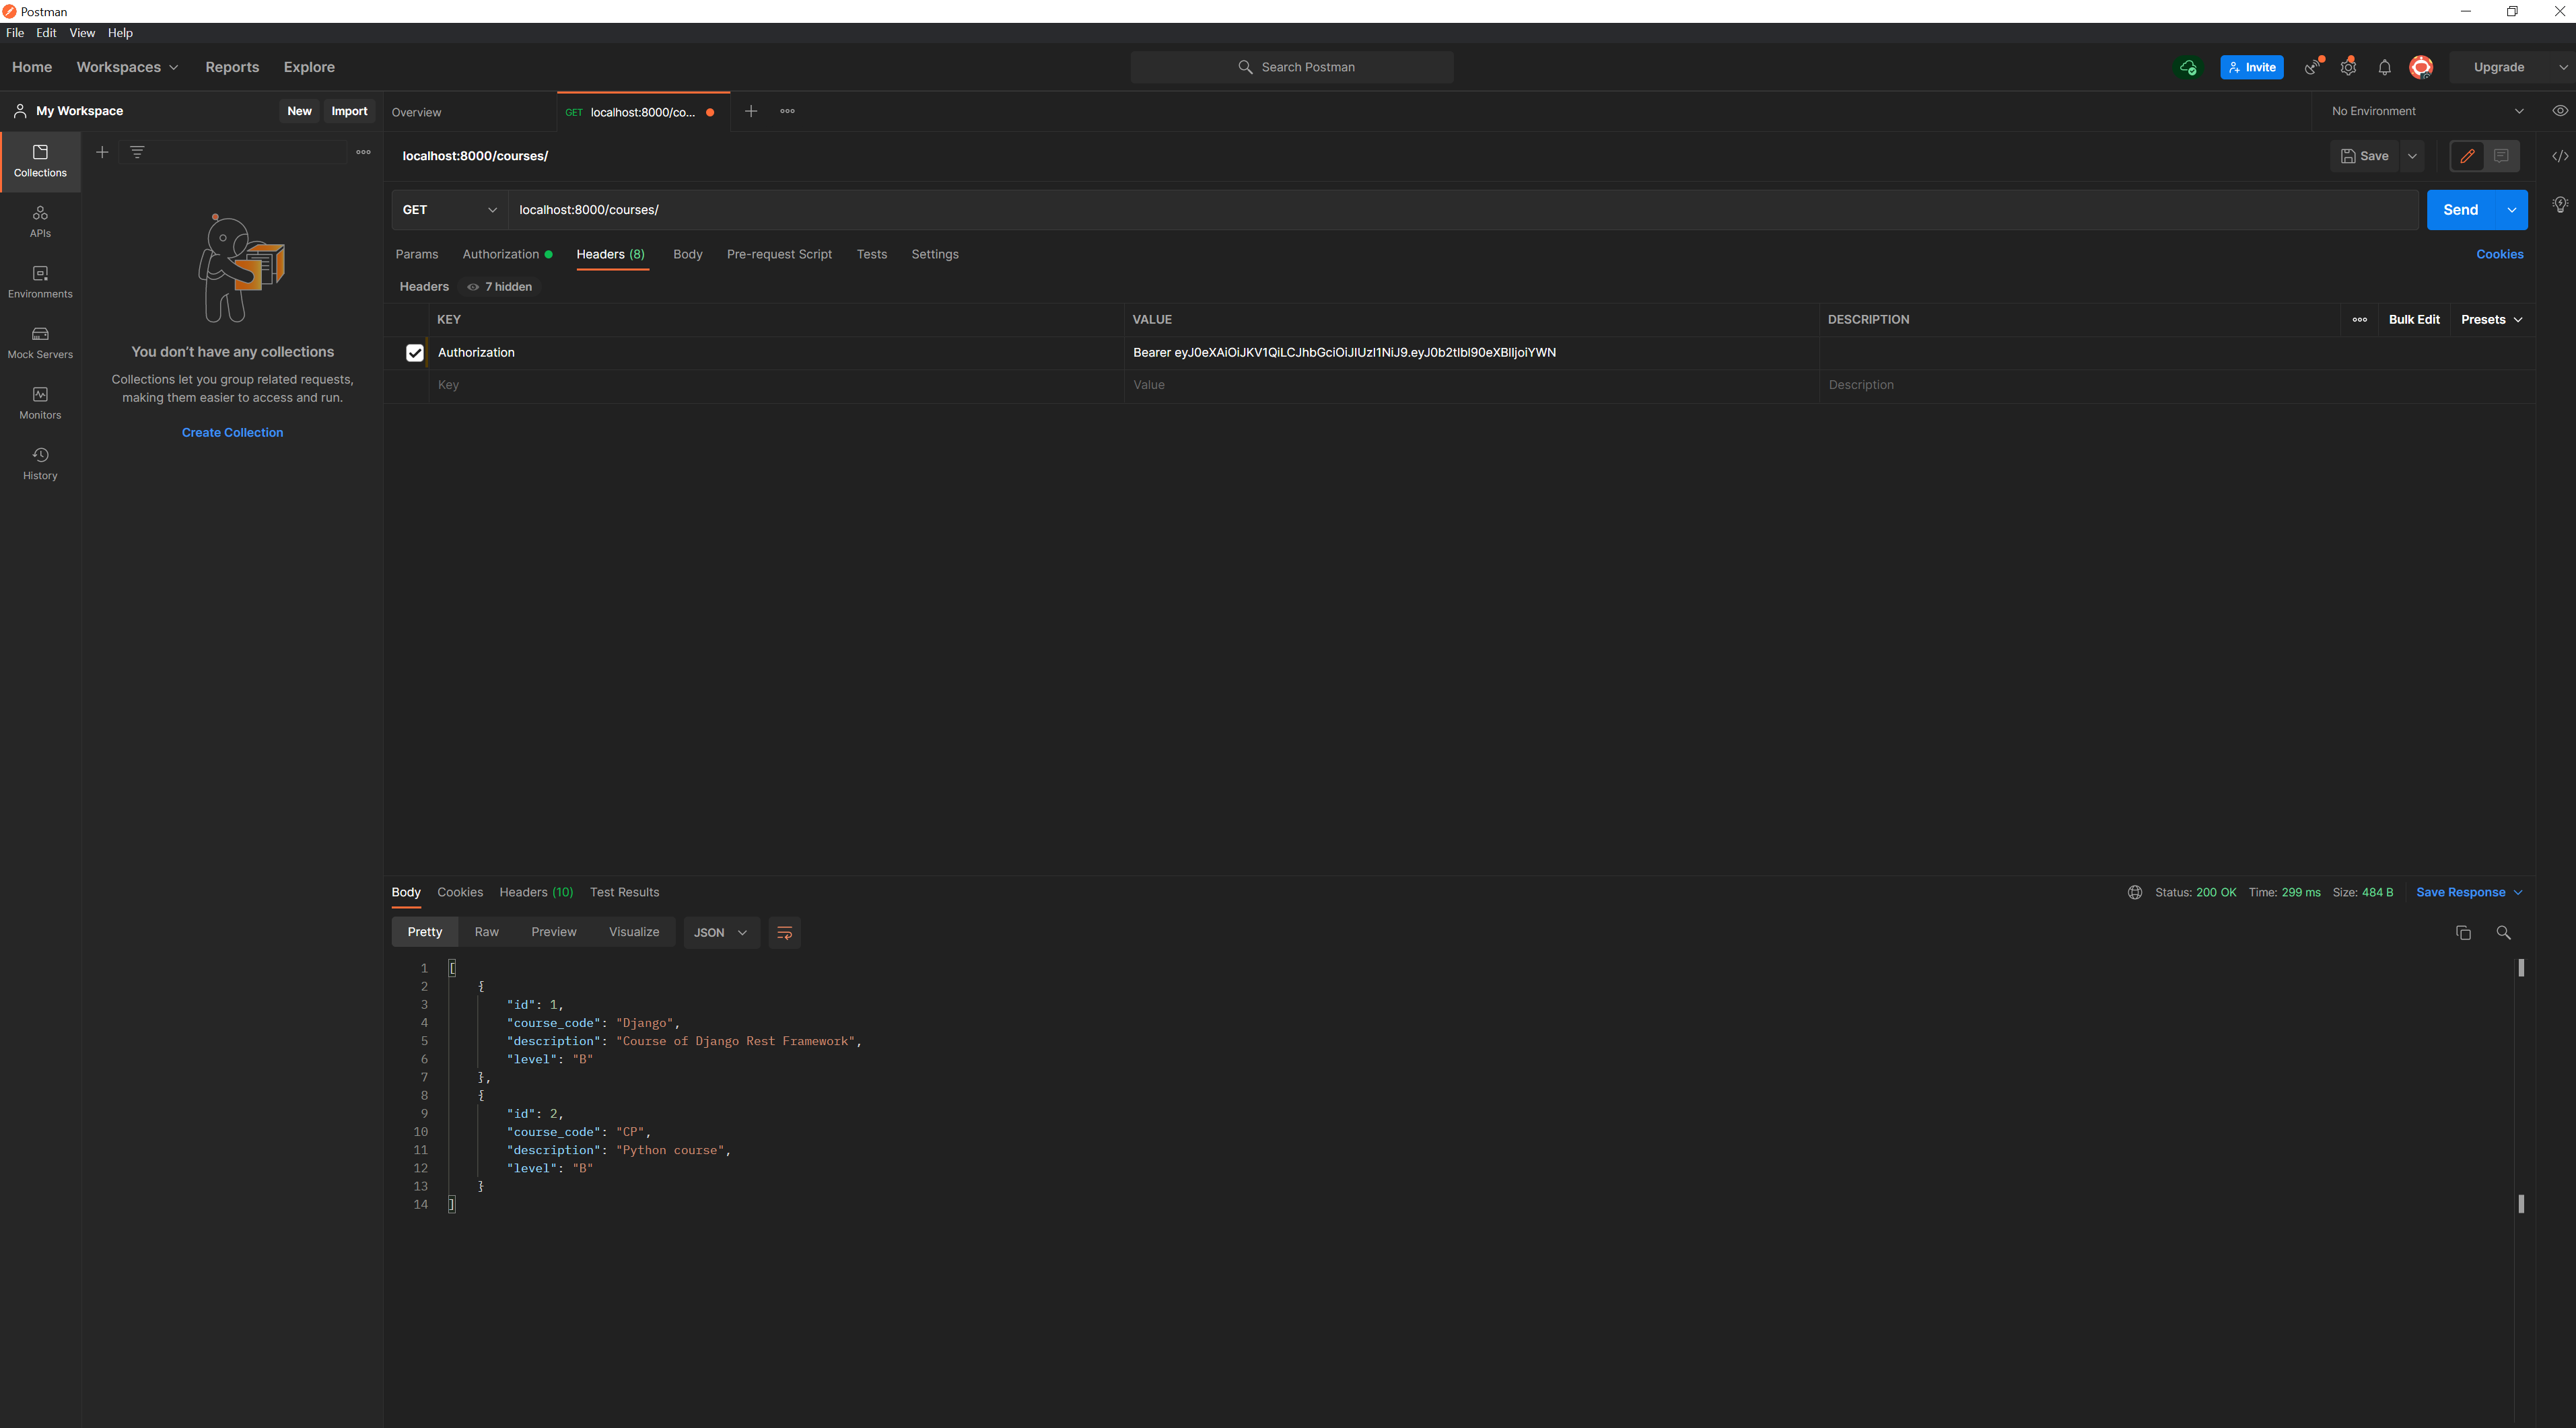 Postman
File Edit View Help
Home Workspaces Reports Explore
Search Postman
Invite
Upgrade
My Workspace
New Import
Overview
GET localhost:8000/co...
No Environment
Collections
APIs
Environments
Mock Servers
Monitors
History
You don't have any collections
Collections let you group related requests,
making them easier to access and run.
Create Collection
localhost:8000/courses/
Save
GET localhost:8000/courses/
Send
Params Authorization Headers (8) Body Pre-request Script Tests Settings
Cookies
Headers 7 hidden
KEY VALUE DESCRIPTION Bulk Edit Presets
Authorization Bearer eyJ0eXAiOiJKV1QiLCJhbGciOiJIUzI1NiJ9.eyJ0b2tlbl90eXBlIjoiYWN
Key Value Description
Body Cookies Headers (10) Test Results
Status: 200 OK Time: 299 ms Size: 484 B Save Response
Pretty Raw Preview Visualize JSON
1 [
2 {
3 "id": 1,
4 "course_code": "Django",
5 "description": "Course of Django Rest Framework",
6 "level": "B"
7 },
8 {
9 "id": 2,
10 "course_code": "CP",
11 "description": "Python course",
12 "level": "B"
13 }
14 ]